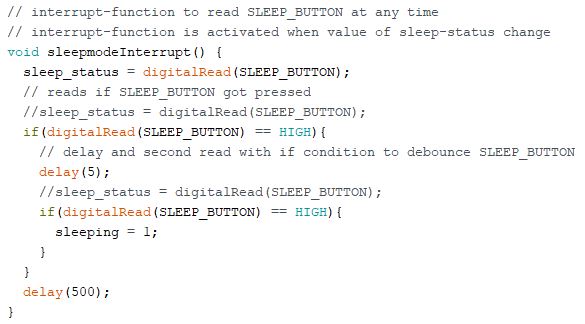 // interrupt-function to read SLEEP_BUTTON at any time
// interrupt-function is activated when value of sleep-status change
void sleepmodeInterrupt() {
  sleep_status = digitalRead(SLEEP_BUTTON);
  // reads if SLEEP_BUTTON got pressed
  //sleep_status = digitalRead(SLEEP_BUTTON);
  if(digitalRead(SLEEP_BUTTON) == HIGH){
    // delay and second read with if condition to debounce SLEEP_BUTTON
    delay(5);
    //sleep_status = digitalRead(SLEEP_BUTTON);
    if(digitalRead(SLEEP_BUTTON) == HIGH){
      sleeping = 1;
    }
  }
  delay(500);
}